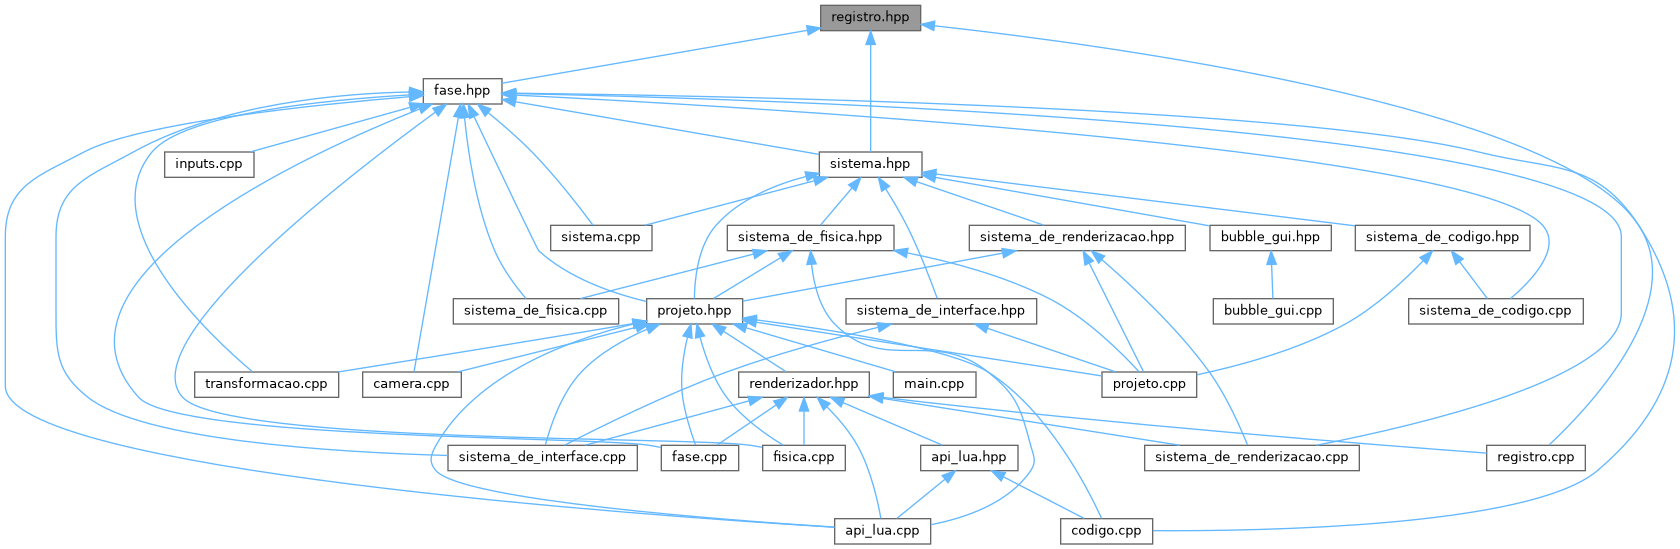 registro.hpp
fase.hpp
inputs.cpp
sistema.hpp
sistema.cpp
sistema_de_fisica.hpp
sistema_de_renderizacao.hpp
bubble_gui.hpp
sistema_de_codigo.hpp
sistema_de_fisica.cpp
projeto.hpp
sistema_de_interface.hpp
bubble_gui.cpp
sistema_de_codigo.cpp
transformacao.cpp
camera.cpp
renderizador.hpp
main.cpp
projeto.cpp
sistema_de_interface.cpp
fase.cpp
fisica.cpp
api_lua.hpp
sistema_de_renderizacao.cpp
registro.cpp
api_lua.cpp
codigo.cpp